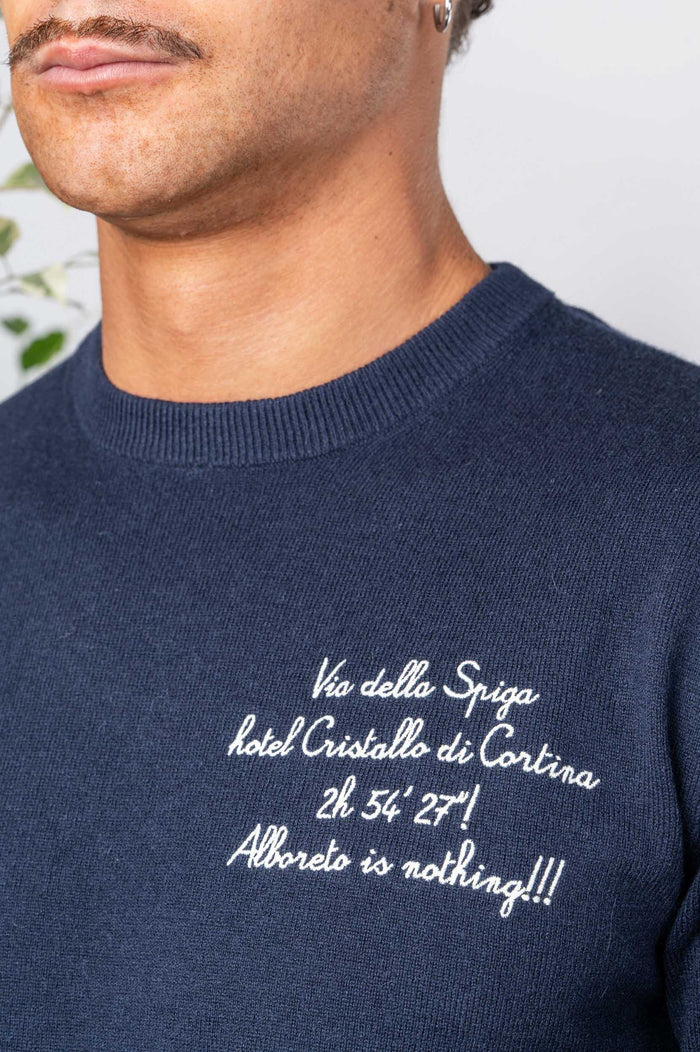 Via della Spiga
hotel Cristallo di Cortina
2h 54' 27"!
Alboreto is nothing!!!